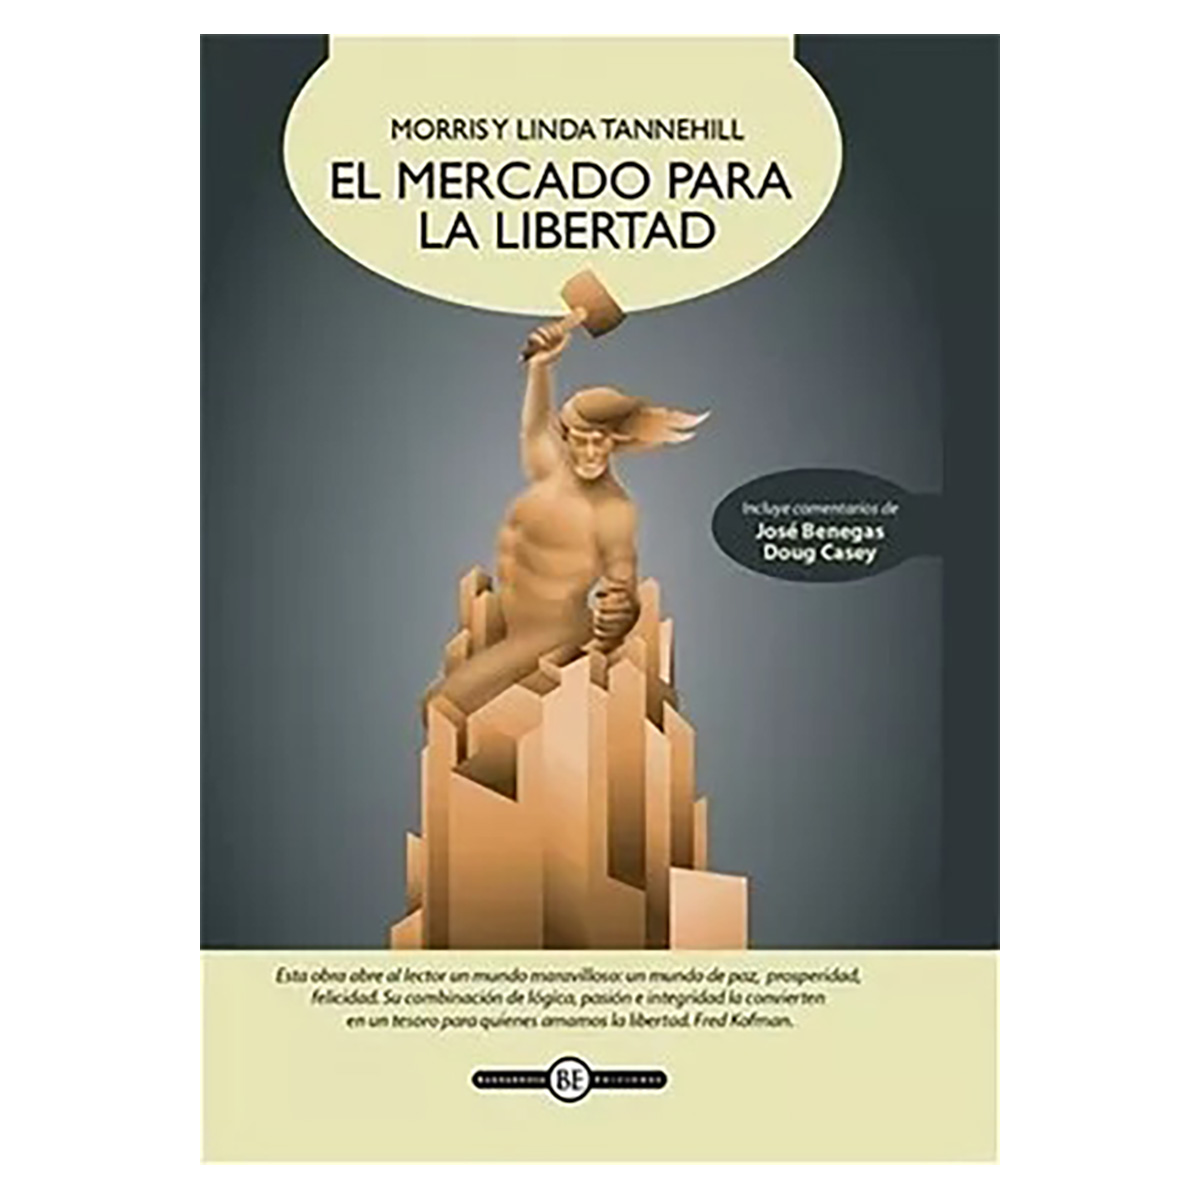 MORRIS Y LINDA TANNEHILL
EL MERCADO PARA
LA LIBERTAD
Incluye comentarios de
José Benegas
Doug Casey
Esta obra abre al lector un mundo maravilloso: un mundo de paz, prosperidad,
felicidad. Su combinación de lógica, pasión e integridad la convierten
en un tesoro para quienes amamos la libertad. Fred Kofman.
BE EDICIONES